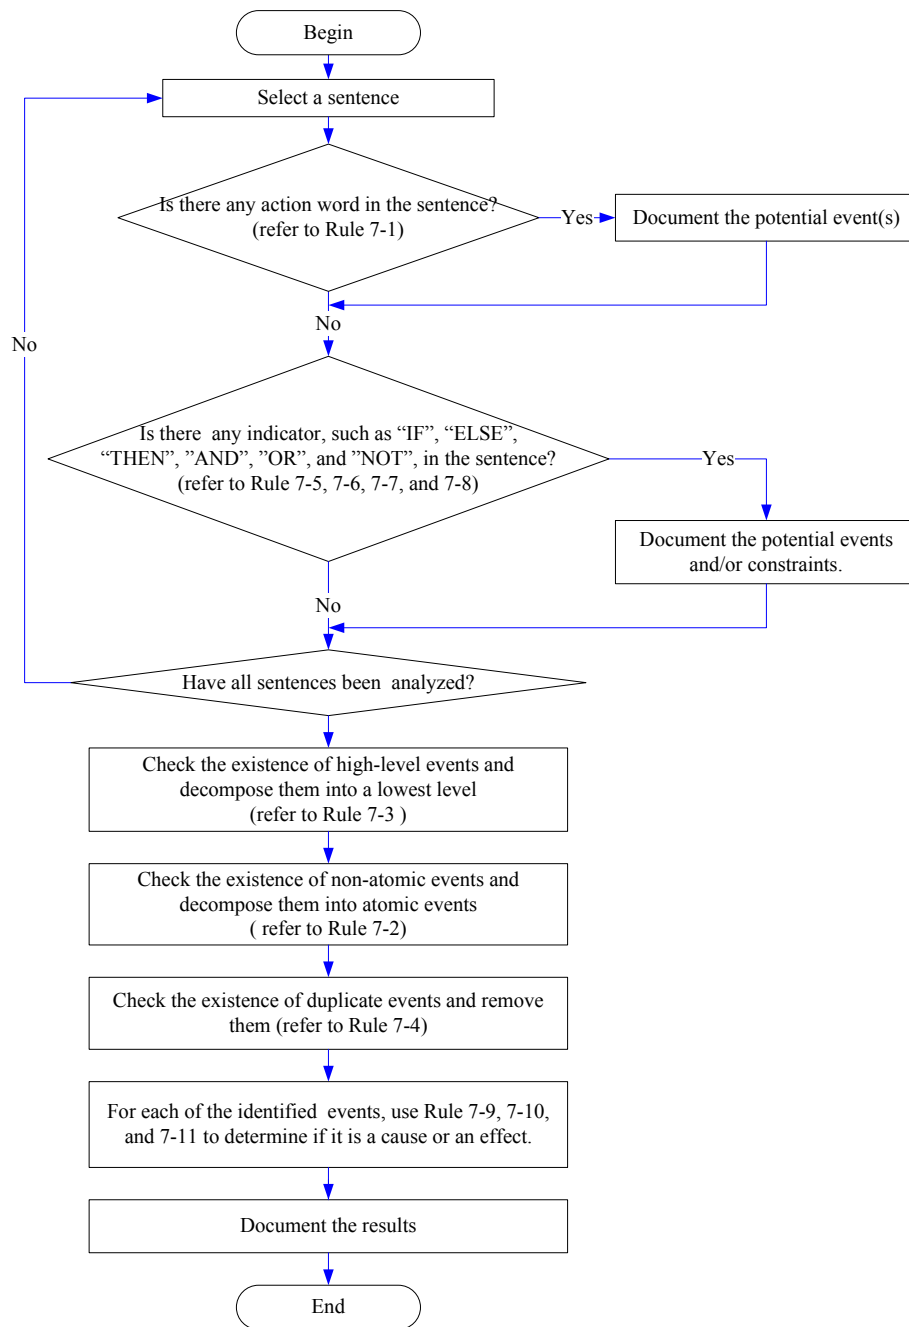 Begin
Select a sentence
Is there any action word in the sentence?
(refer to Rule 7-1)
Yes
Document the potential event(s)
No
No
Is there  any indicator, such as “IF”, “ELSE”,
“THEN”, ”AND”, ”OR”, and ”NOT”, in the sentence?
(refer to Rule 7-5, 7-6, 7-7, and 7-8)
Yes
Document the potential events
and/or constraints.
No
Have all sentences been  analyzed?
Check the existence of high-level events and
decompose them into a lowest level
(refer to Rule 7-3 )
Check the existence of non-atomic events and
decompose them into atomic events
( refer to Rule 7-2)
Check the existence of duplicate events and remove
them (refer to Rule 7-4)
For each of the identified  events, use Rule 7-9, 7-10,
and 7-11 to determine if it is a cause or an effect.
Document the results
End